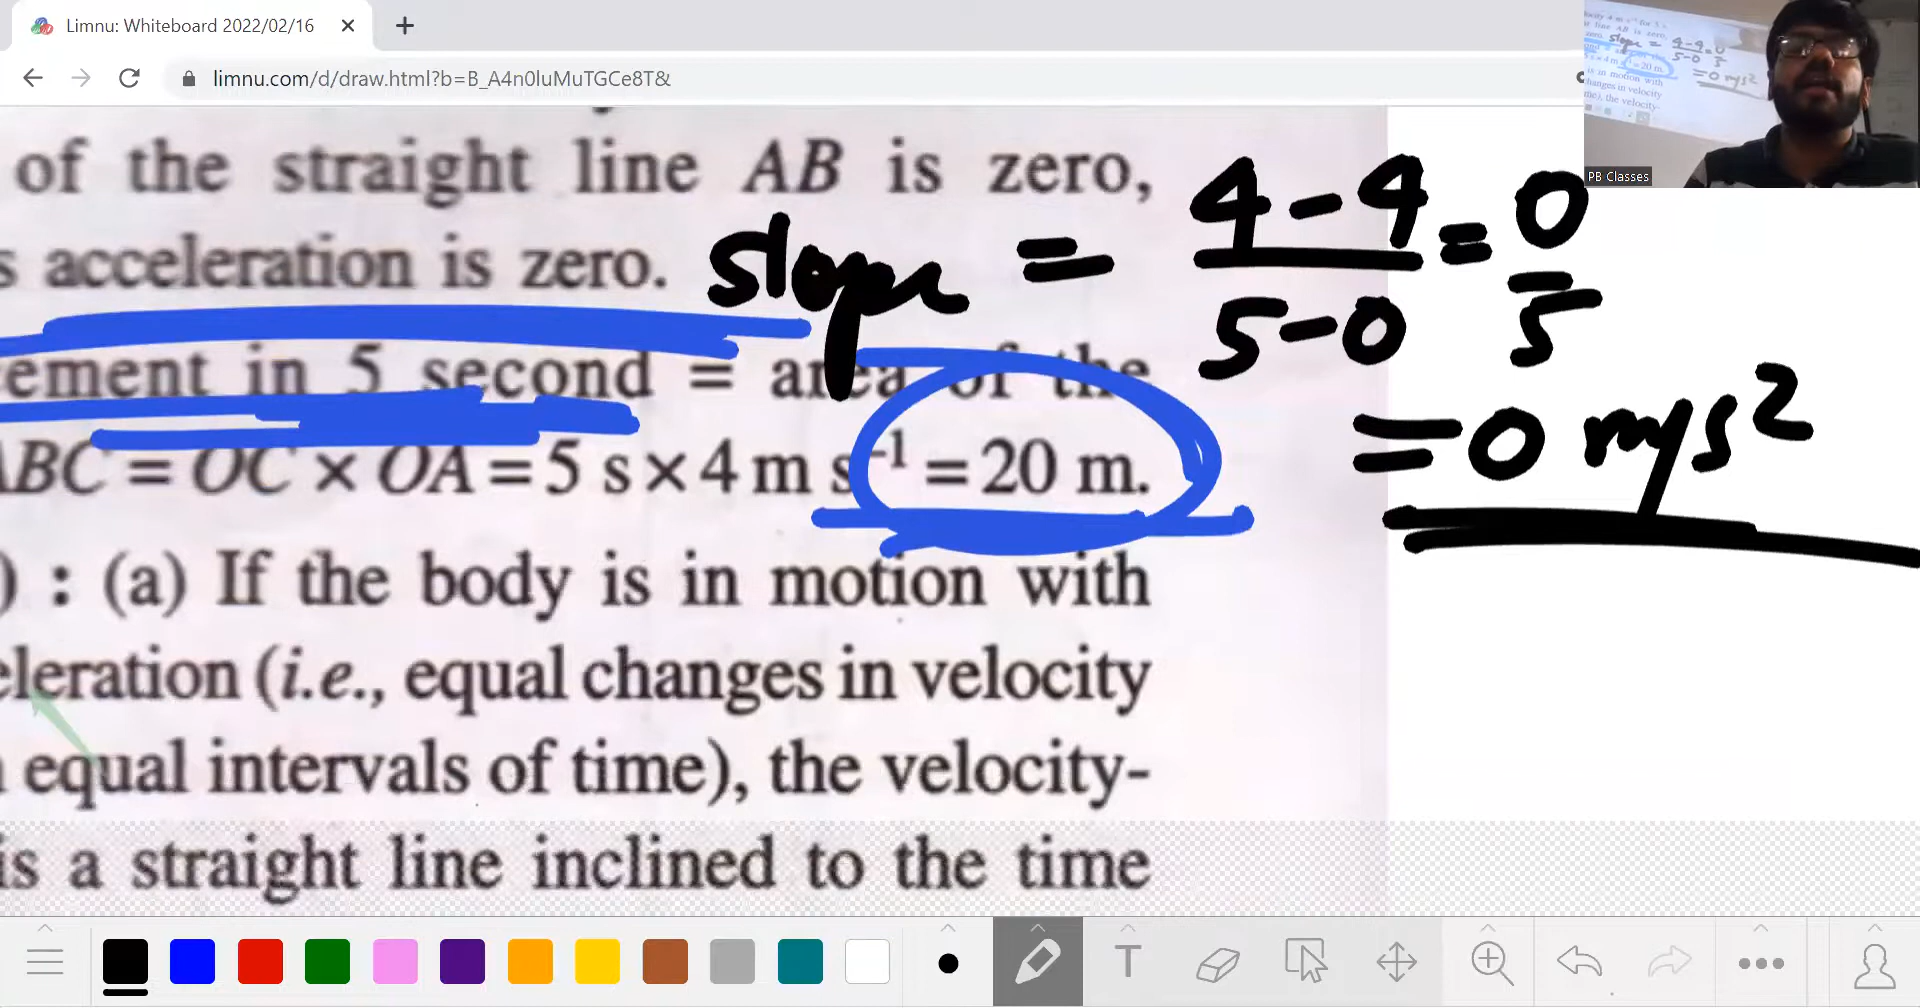 Limnu: Whiteboard 2022/02/16
limnu.com/d/draw.html?b=B_A4n0luMuTGCe8T&
PB Classes
of the straight line AB is zero,
s acceleration is zero.
slope = 4-4 = 0
5-0 5
= 0 m/s2
ement in 5 second = area of the
ABC = OC × OA = 5 s × 4 m s-1 = 20 m.
) : (a) If the body is in motion with
eleration (i.e., equal changes in velocity
equal intervals of time), the velocity-
is a straight line inclined to the time
T